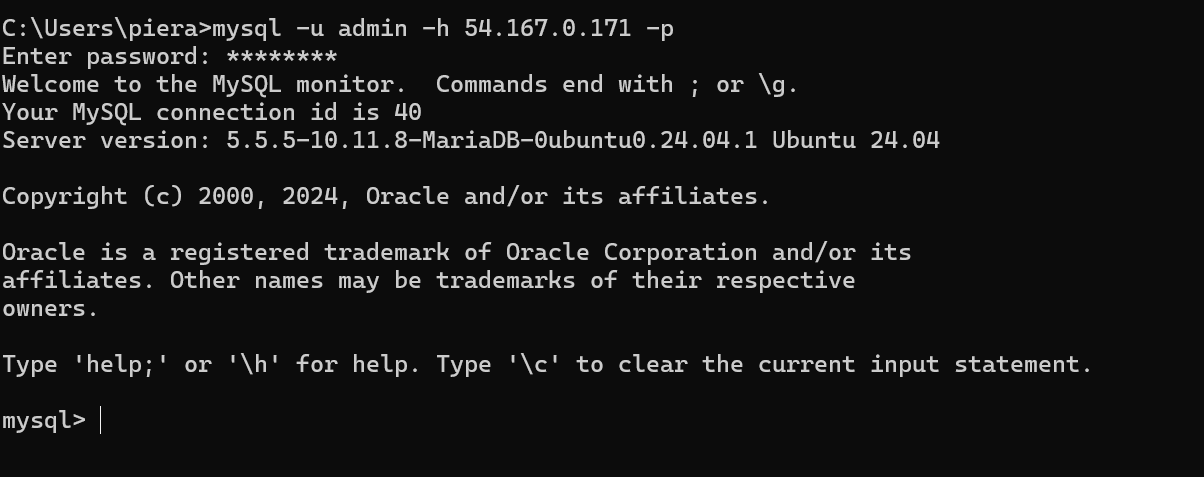 C:\Users\piera>mysql -u admin -h 54.167.0.171 -p
Enter password: ********
Welcome to the MySQL monitor.  Commands end with ; or \g.
Your MySQL connection id is 40
Server version: 5.5.5-10.11.8-MariaDB-0ubuntu0.24.04.1 Ubuntu 24.04

Copyright (c) 2000, 2024, Oracle and/or its affiliates.

Oracle is a registered trademark of Oracle Corporation and/or its
affiliates. Other names may be trademarks of their respective
owners.

Type 'help;' or '\h' for help. Type '\c' to clear the current input statement.

mysql>